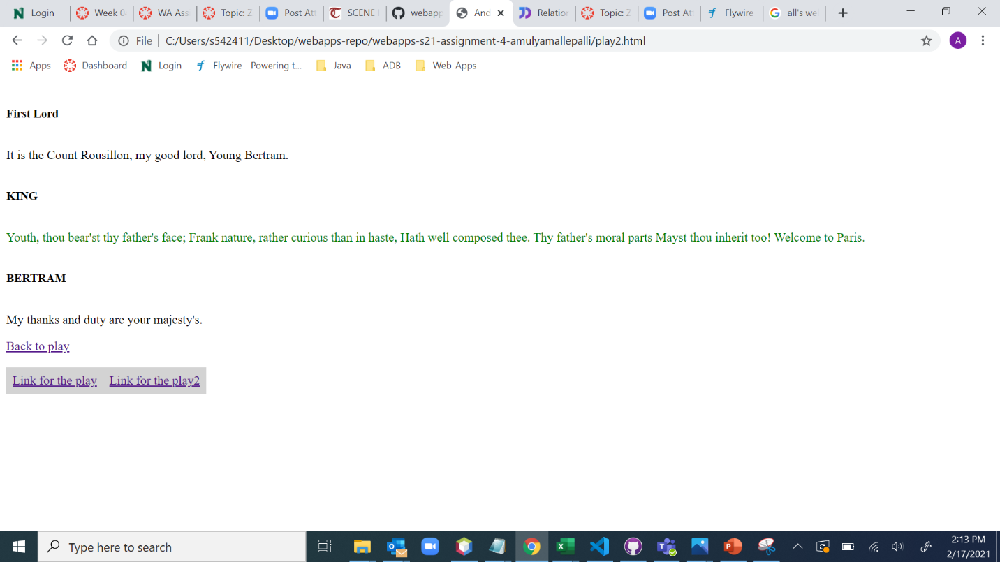 Login
Week 0
WA Ass
Topic: Z
Post Att
SCENE I
webapp
And
Relation
Topic: Z
Post Att
Flywire
all's wel
File
C:/Users/s542411/Desktop/webapps-repo/webapps-s21-assignment-4-amulyamallepalli/play2.html
A
Apps
Dashboard
Login
Flywire - Powering t...
Java
ADB
Web-Apps
First Lord
It is the Count Rousillon, my good lord, Young Bertram.
KING
Youth, thou bear'st thy father's face; Frank nature, rather curious than in haste, Hath well composed thee. Thy father's moral parts Mayst thou inherit too! Welcome to Paris.
BERTRAM
My thanks and duty are your majesty's.
Back to play
Link for the play Link for the play2
Type here to search
2:13 PM
2/17/2021